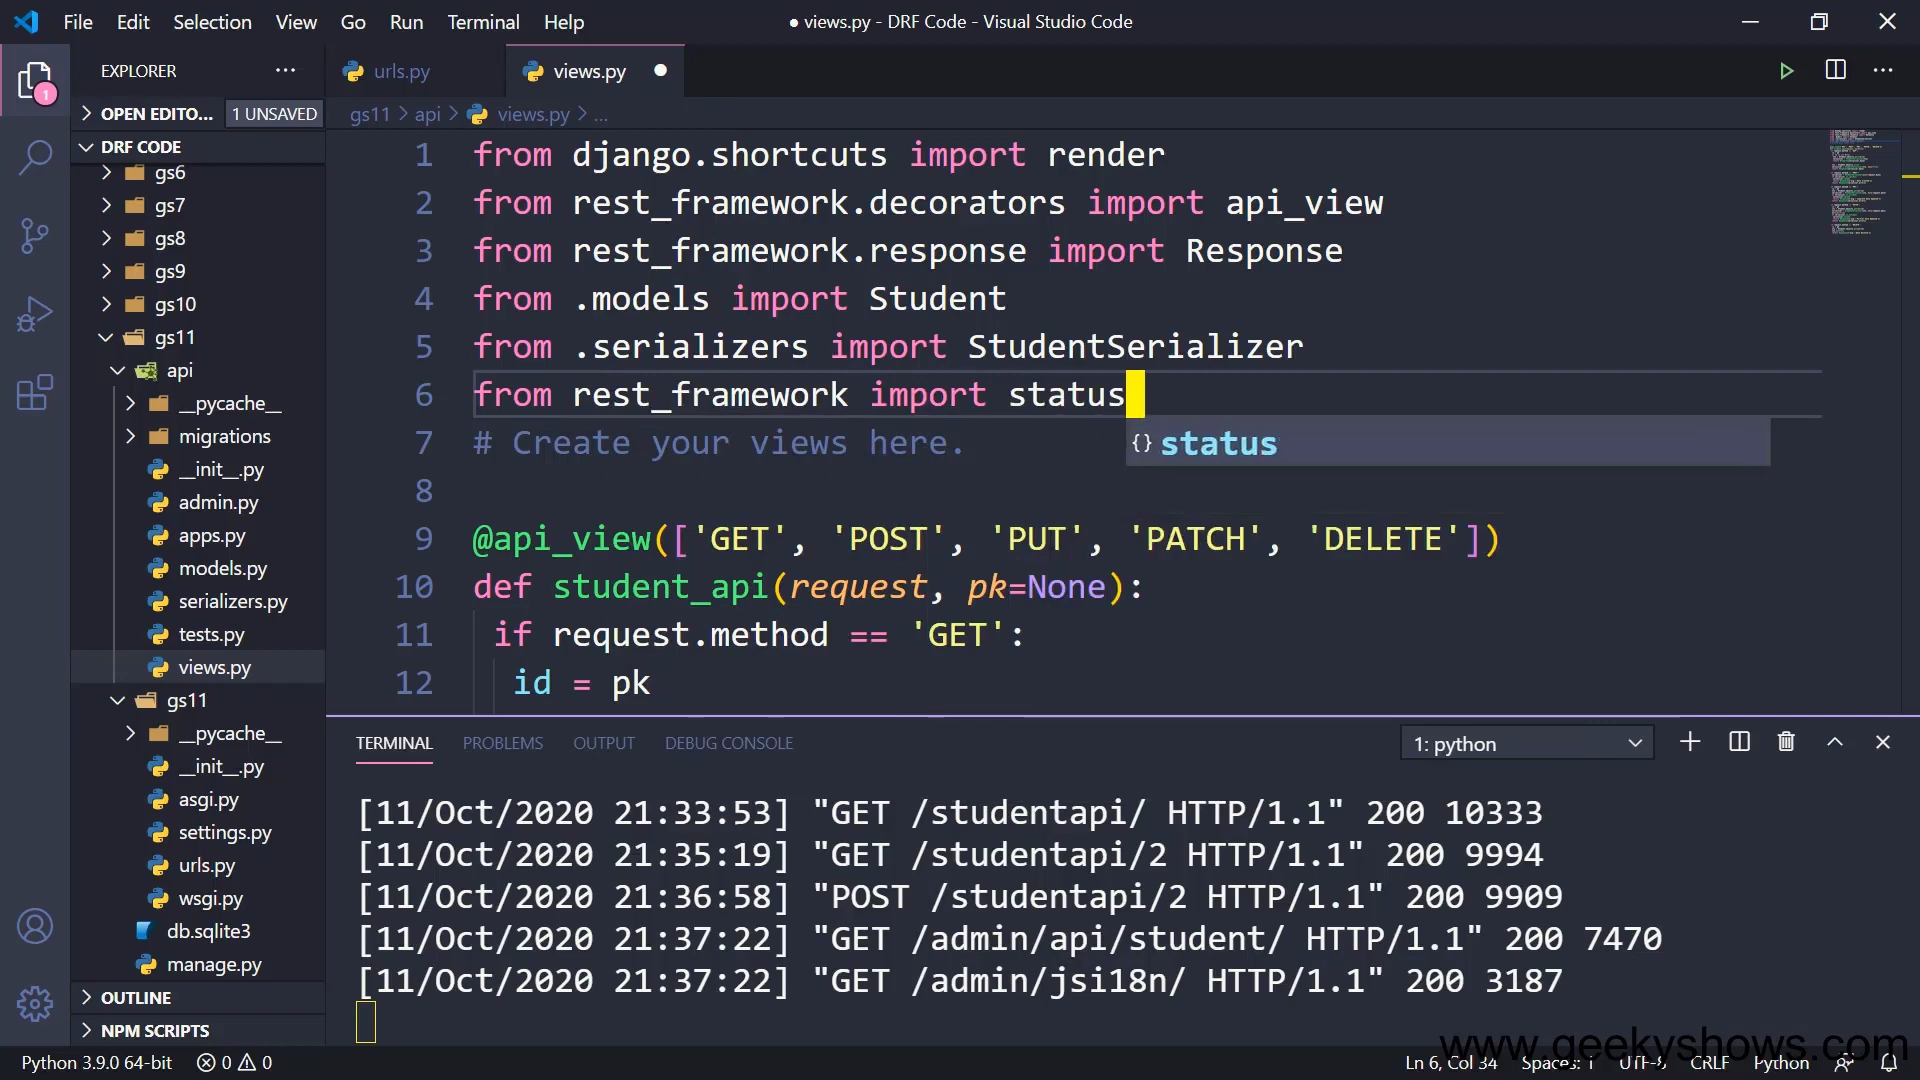 File Edit Selection View Go Run Terminal Help
● views.py - DRF Code - Visual Studio Code
EXPLORER
1
OPEN EDITO... 1 UNSAVED
DRF CODE
gs6
gs7
gs8
gs9
gs10
gs11
api
__pycache__
migrations
__init__.py
admin.py
apps.py
models.py
serializers.py
tests.py
views.py
gs11
__pycache__
__init__.py
asgi.py
settings.py
urls.py
wsgi.py
db.sqlite3
manage.py
OUTLINE
NPM SCRIPTS
urls.py
views.py
gs11 > api > views.py > ...
1 from django.shortcuts import render
2 from rest_framework.decorators import api_view
3 from rest_framework.response import Response
4 from .models import Student
5 from .serializers import StudentSerializer
6 from rest_framework import status
7 # Create your views here.
{} status
8
9 @api_view(['GET', 'POST', 'PUT', 'PATCH', 'DELETE'])
10 def student_api(request, pk=None):
11 if request.method == 'GET':
12 id = pk
TERMINAL PROBLEMS OUTPUT DEBUG CONSOLE
1: python
[11/Oct/2020 21:33:53] "GET /studentapi/ HTTP/1.1" 200 10333
[11/Oct/2020 21:35:19] "GET /studentapi/2 HTTP/1.1" 200 9994
[11/Oct/2020 21:36:58] "POST /studentapi/2 HTTP/1.1" 200 9909
[11/Oct/2020 21:37:22] "GET /admin/api/student/ HTTP/1.1" 200 7470
[11/Oct/2020 21:37:22] "GET /admin/jsi18n/ HTTP/1.1" 200 3187
www.geekyshows.com
Python 3.9.0 64-bit 0 0
Ln 6, Col 34 Spaces: 1 UTF-8 CRLF Python